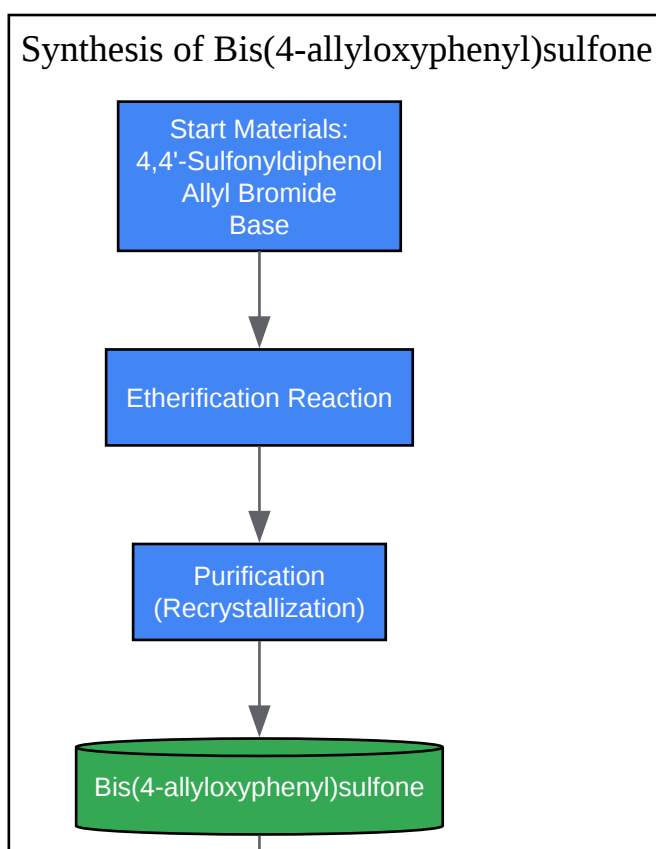 Synthesis of Bis(4-allyloxyphenyl)sulfone
Start Materials:
4,4'-Sulfonyldiphenol
Allyl Bromide
Base
Etherification Reaction
Purification
(Recrystallization)
Bis(4-allyloxyphenyl)sulfone